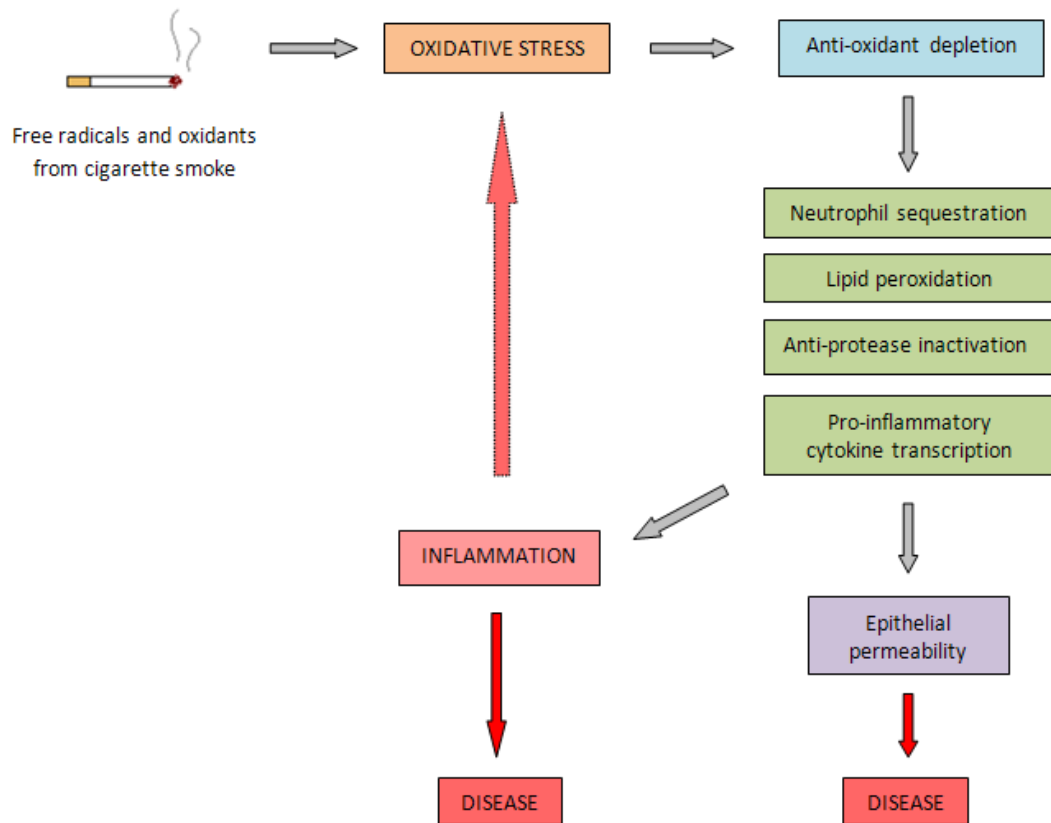 OXIDATIVE STRESS
Anti-oxidant depletion
Free radicals and oxidants
from cigarette smoke
Neutrophil sequestration
Lipid peroxidation
Anti-protease inactivation
Pro-inflammatory
cytokine transcription
INFLAMMATION
Epithelial
permeability
DISEASE
DISEASE